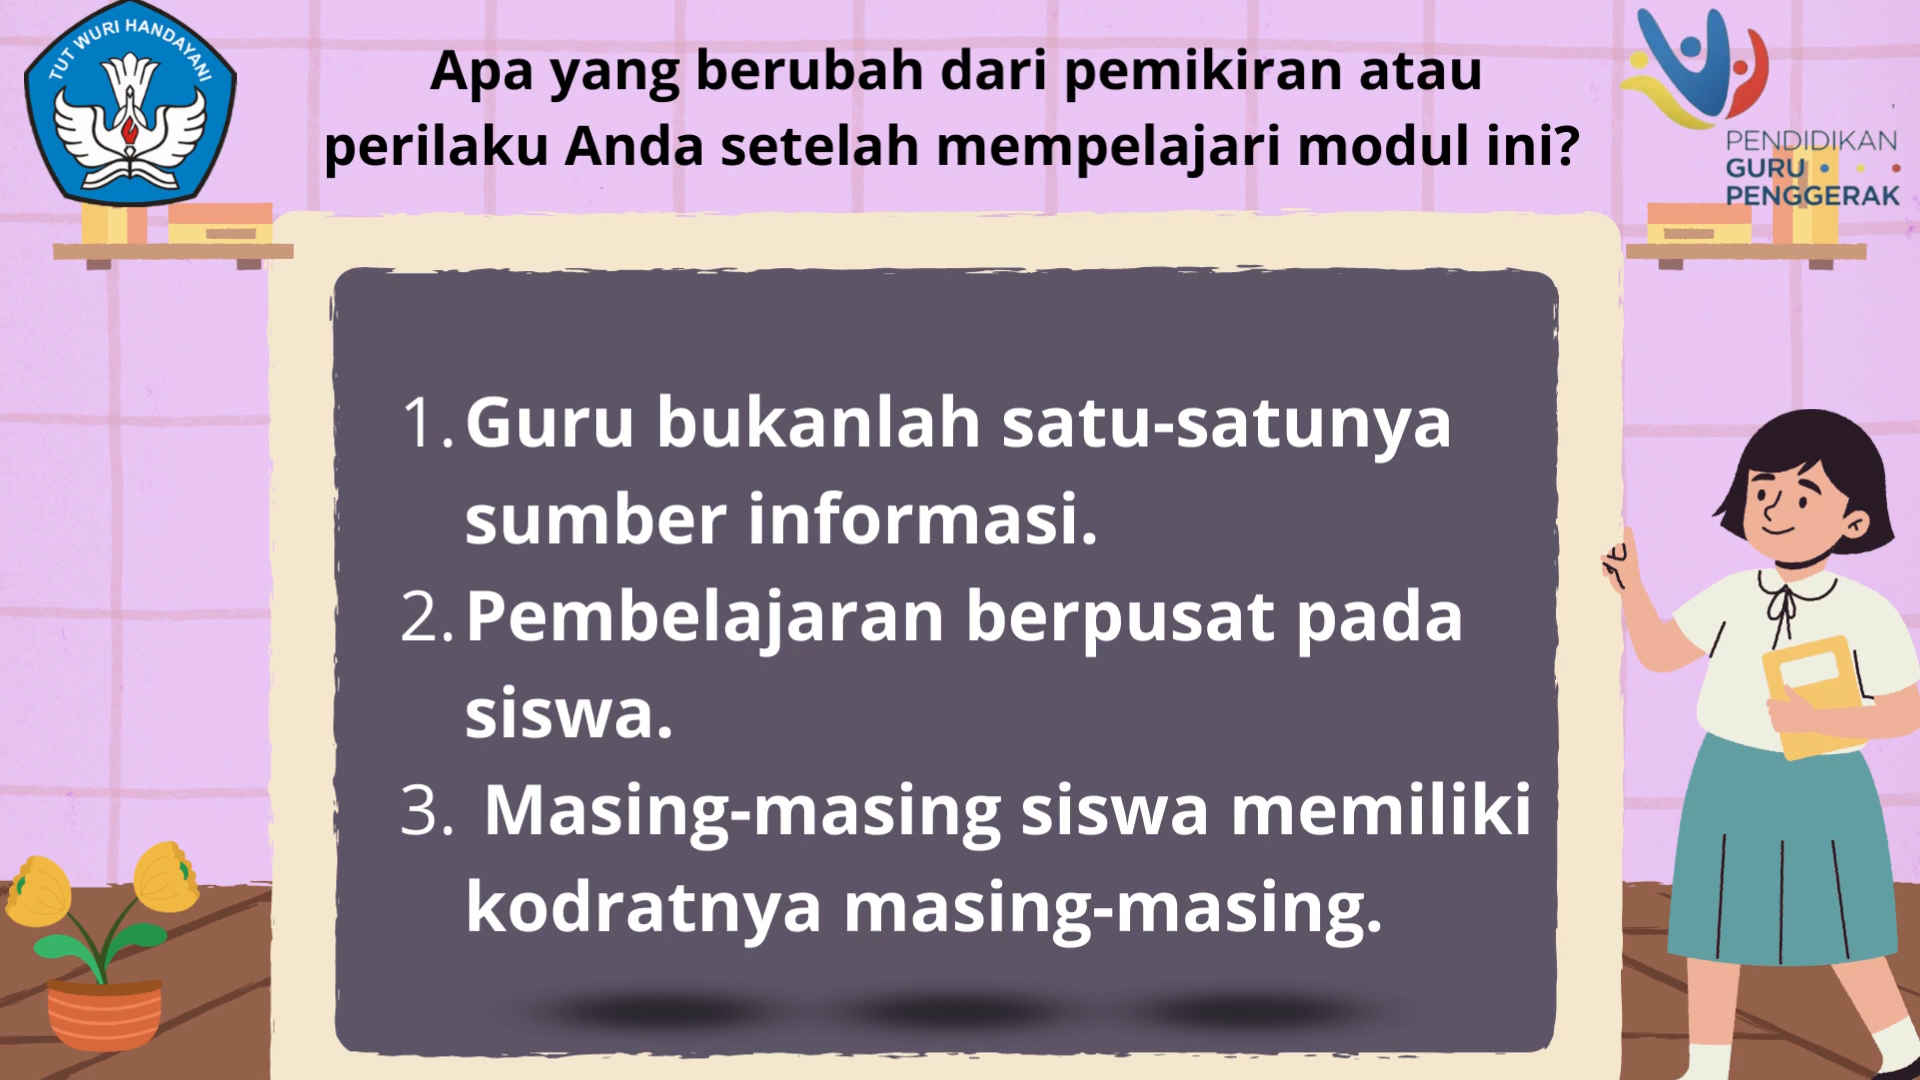 TUT WURI HANDAYANI
Apa yang berubah dari pemikiran atau
perilaku Anda setelah mempelajari modul ini?
PENDIDIKAN
GURU
PENGGERAK
1. Guru bukanlah satu-satunya
sumber informasi.
2. Pembelajaran berpusat pada
siswa.
3. Masing-masing siswa memiliki
kodratnya masing-masing.